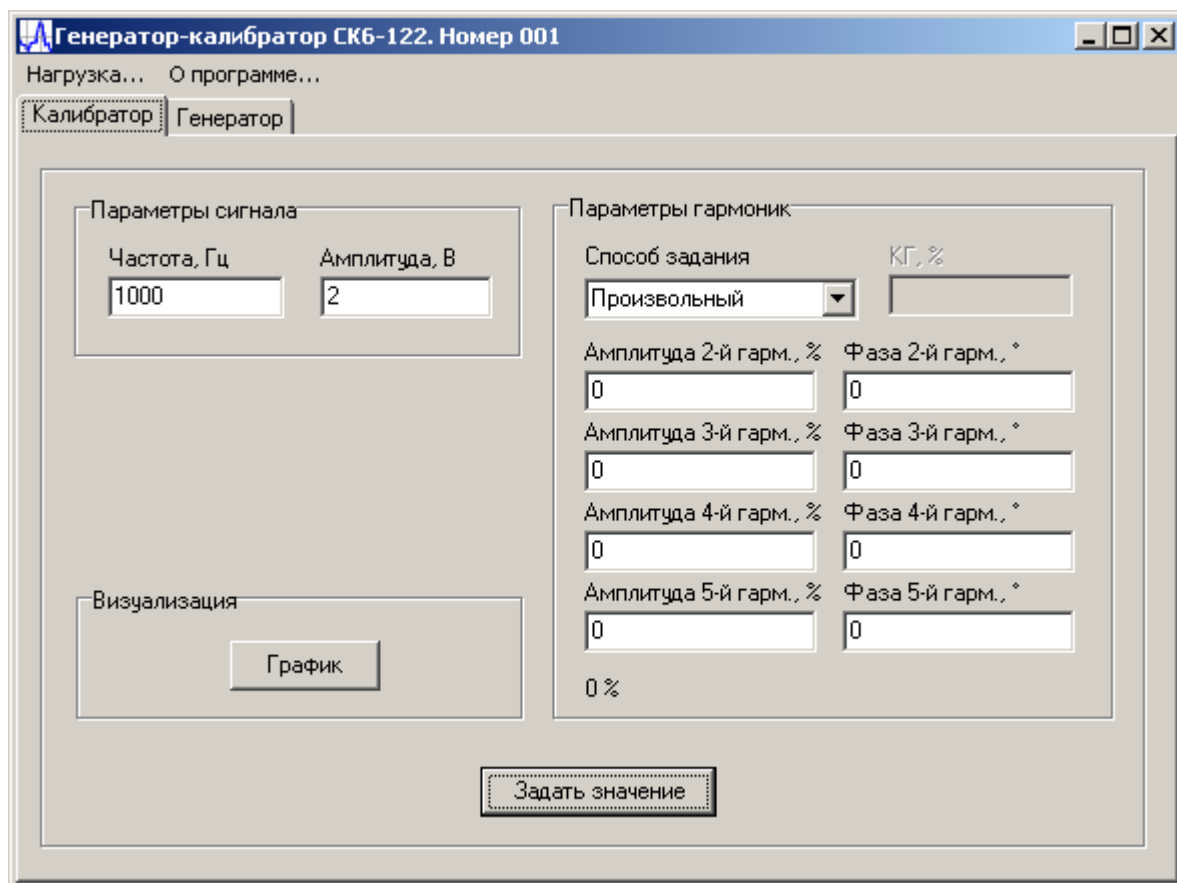 Генератор-калибратор СК6-122. Номер 001
Нагрузка... О программе...
Калибратор Генератор
Параметры сигнала
Частота, Гц Амплитуда, В
1000 2
Визуализация
График
Параметры гармоник
Способ задания КГ, %
Произвольный
Амплитуда 2-й гарм., % Фаза 2-й гарм., °
0 0
Амплитуда 3-й гарм., % Фаза 3-й гарм., °
0 0
Амплитуда 4-й гарм., % Фаза 4-й гарм., °
0 0
Амплитуда 5-й гарм., % Фаза 5-й гарм., °
0 0
0 %
Задать значение